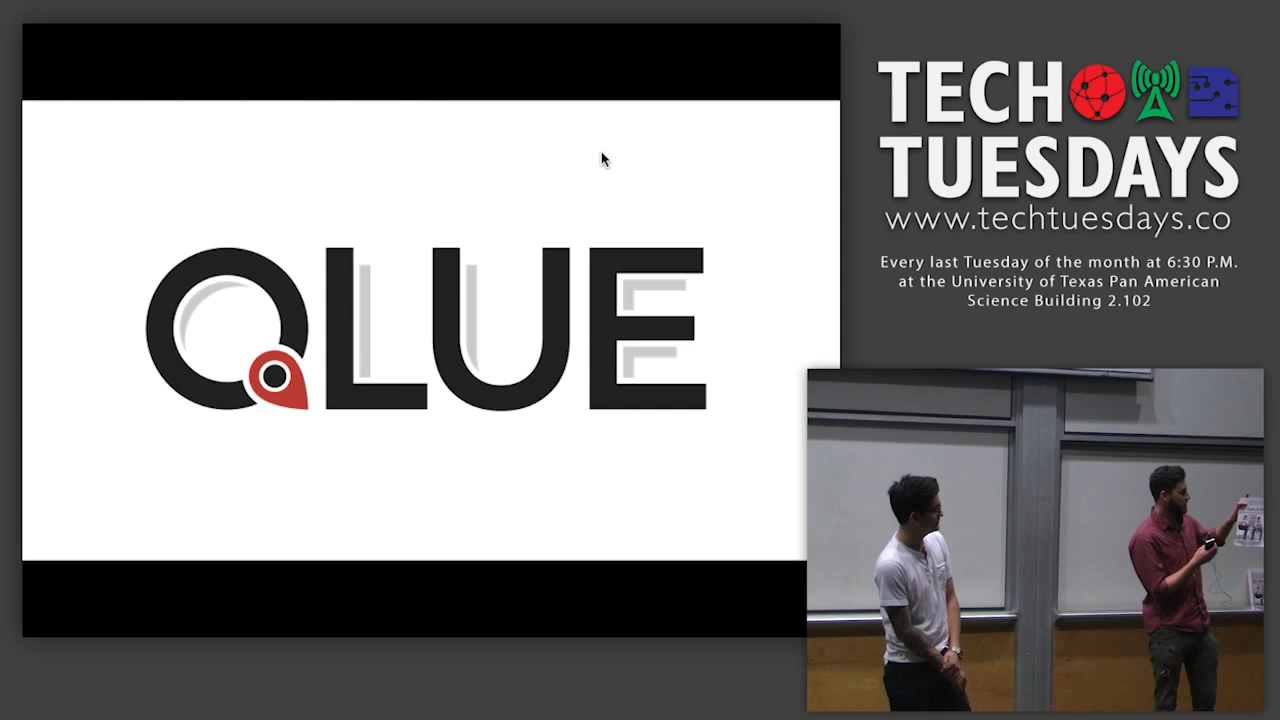 QLUE
TECH
TUESDAYS
www.techtuesdays.co
Every last Tuesday of the month at 6:30 P.M.
at the University of Texas Pan American
Science Building 2.102